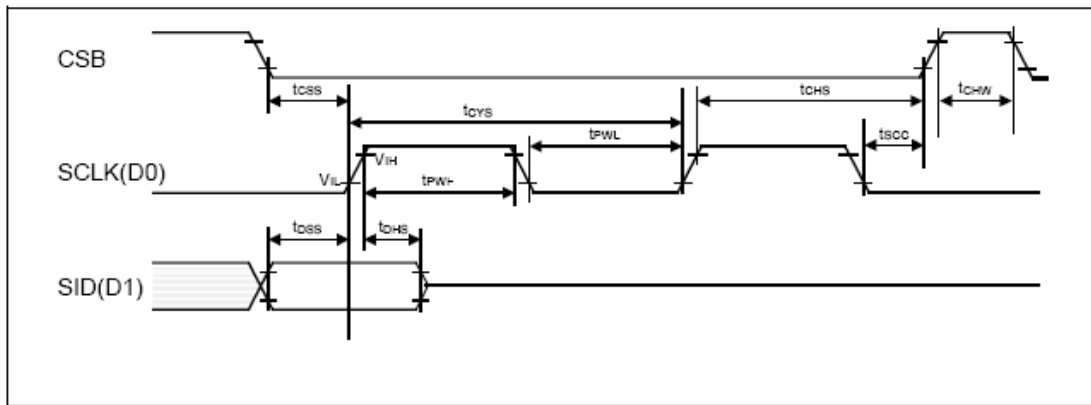 CSB
tCSS
tCHS
tCHW
tCYS
tPWL
tSCC
SCLK(D0)
VIH
VIL
tPWH
tDSS
tDHS
SID(D1)